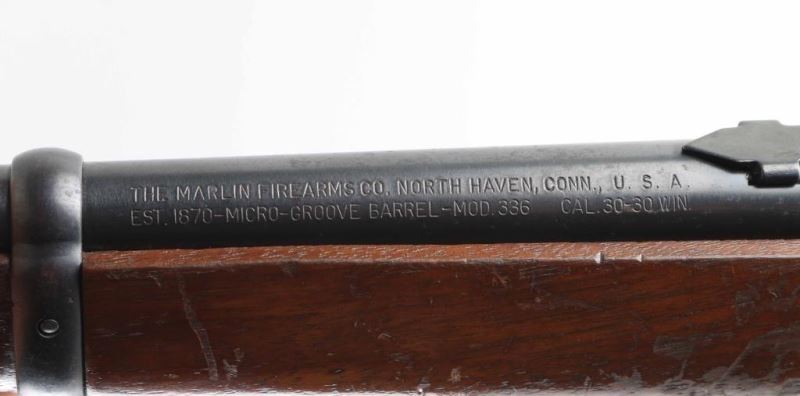 THE MARLIN FIREARMS CO. NORTH HAVEN, CONN., U. S. A.
EST. 1870-MICRO-GROOVE BARREL-MOD. 336 CAL. 30-30 WIN.